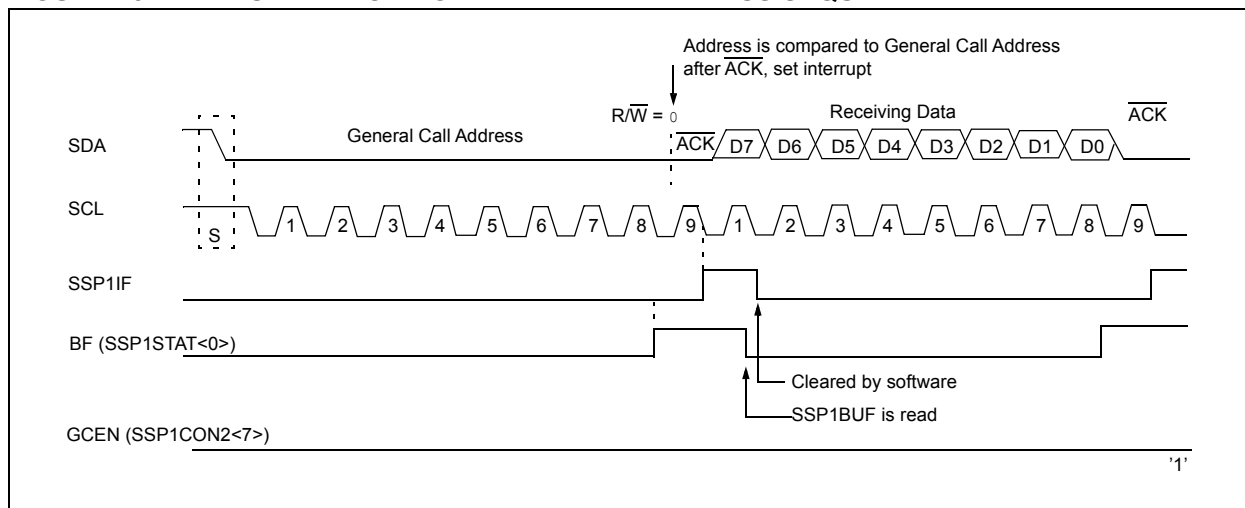 Address is compared to General Call Address
after ACK, set interrupt
R/W = 0
Receiving Data
ACK
General Call Address
SDA
ACK
D7 D6 D5 D4 D3 D2 D1 D0
SCL
S
1 2 3 4 5 6 7 8 9 1 2 3 4 5 6 7 8 9
SSP1IF
BF (SSP1STAT<0>)
Cleared by software
SSP1BUF is read
GCEN (SSP1CON2<7>)
’1’